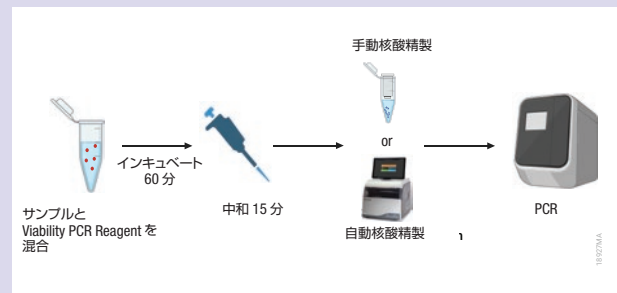 手動核酸精製
or
自動核酸精製
インキュベート
60 分
中和 15 分
PCR
サンプルと
Viability PCR Reagent を
混合
18927MA